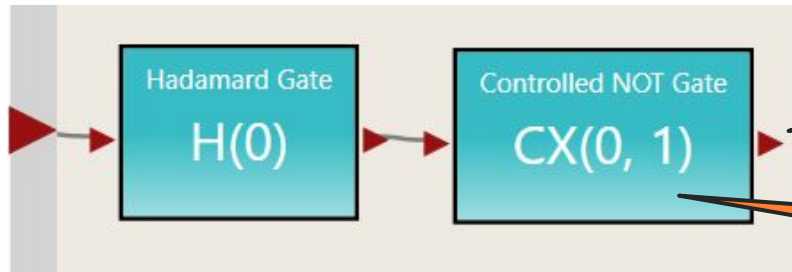 Hadamard Gate
H(0)
Controlled NOT Gate
CX(0, 1)